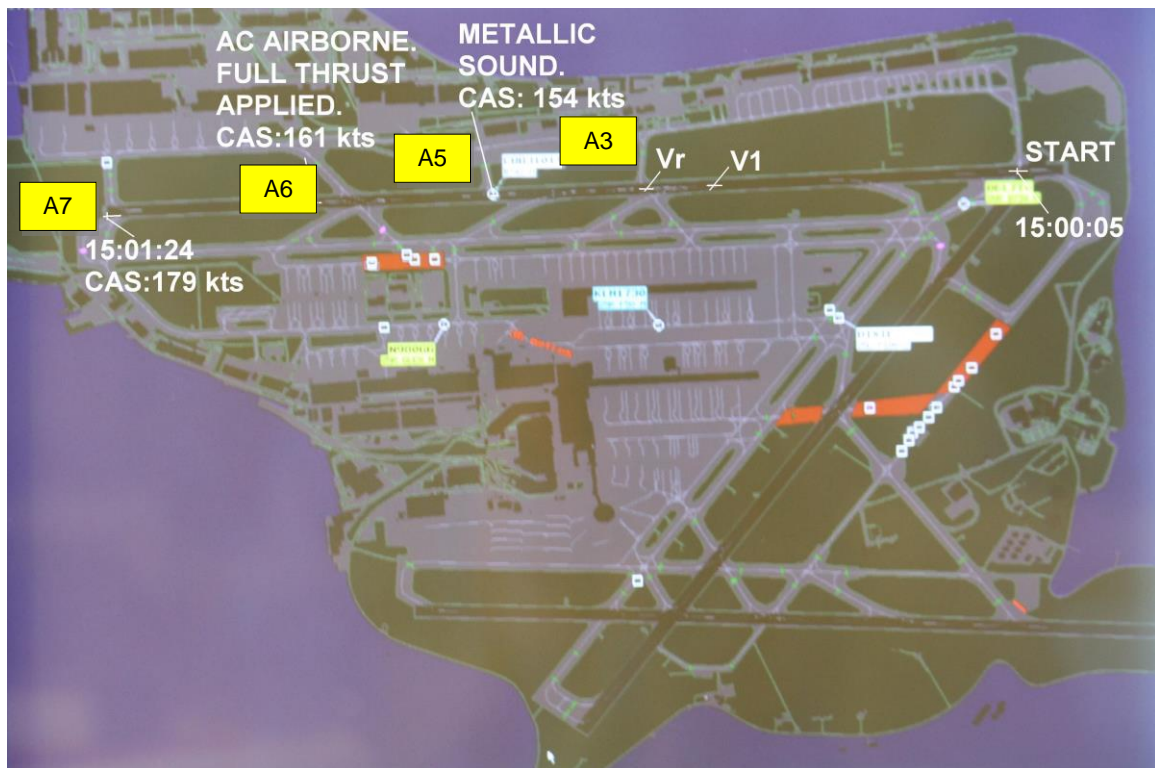 AC AIRBORNE.
FULL THRUST
APPLIED.
CAS:161 kts
METALLIC
SOUND.
CAS: 154 kts
A3
A5
A6
A7
Vr
V1
START
15:00:05
15:01:24
CAS:179 kts
KLM1730